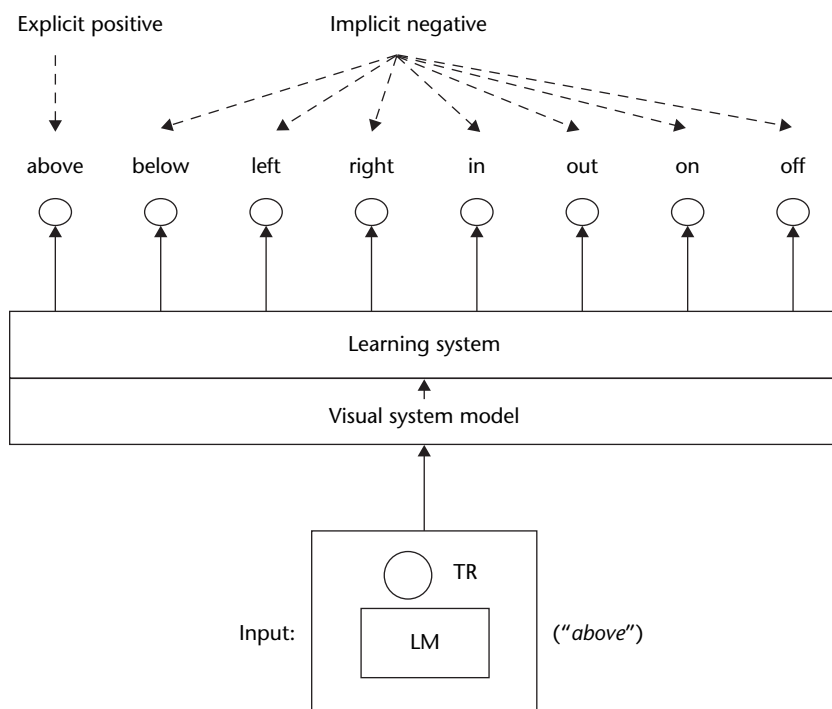 Explicit positive Implicit negative
above below left right in out on off
Learning system
Visual system model
TR
Input: LM (“above”)